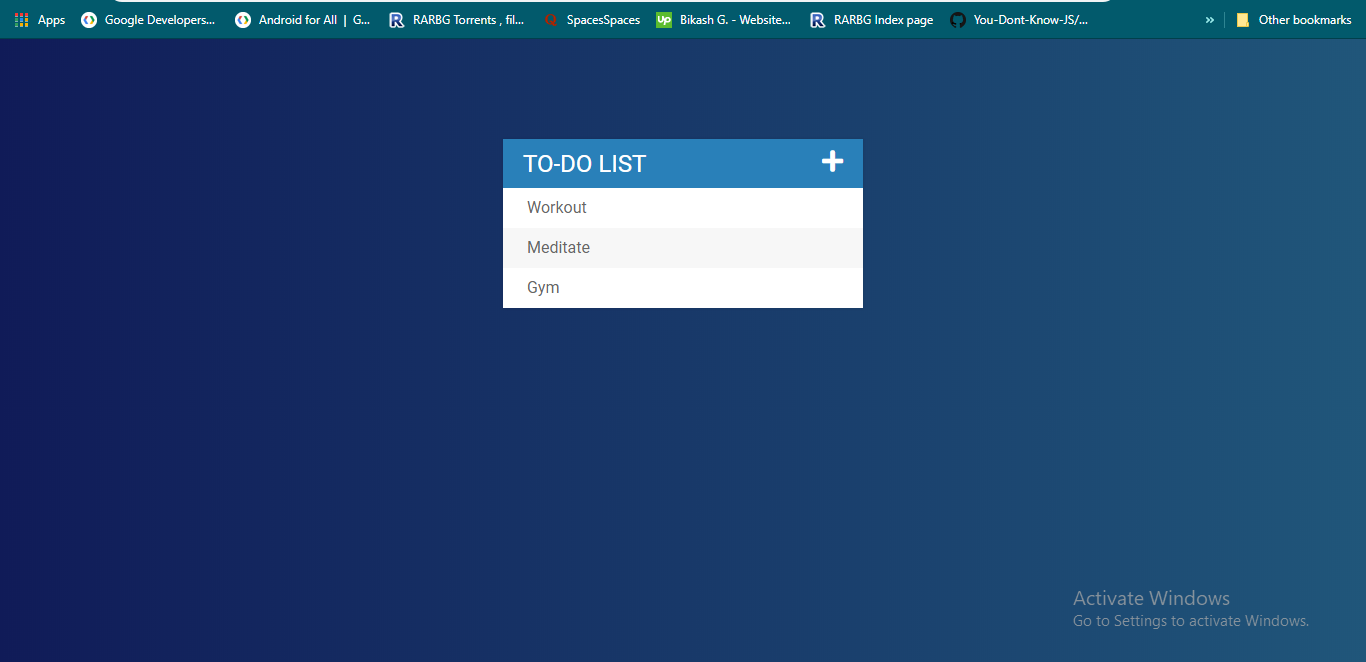 Apps Google Developers... Android for All | G... RARBG Torrents , fil... SpacesSpaces Bikash G. - Website... RARBG Index page You-Dont-Know-JS/... » Other bookmarks
TO-DO LIST
Workout
Meditate
Gym
Activate Windows
Go to Settings to activate Windows.